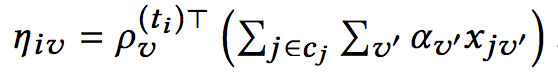 η_{iv} = ρ_v^{(t_i)⊤} (∑_{j∈c_j} ∑_{v′} α_{v′} x_{jv′}).